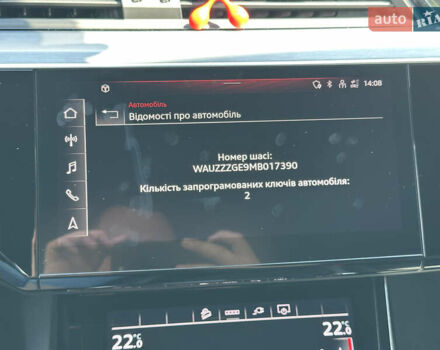 auto
RIA
14:08
Автомобіль
Відомості про автомобіль
Номер шасі:
WAUZZZGE9MB017390
Кількість запрограмованих ключів автомобіля:
2
22.0
22.0